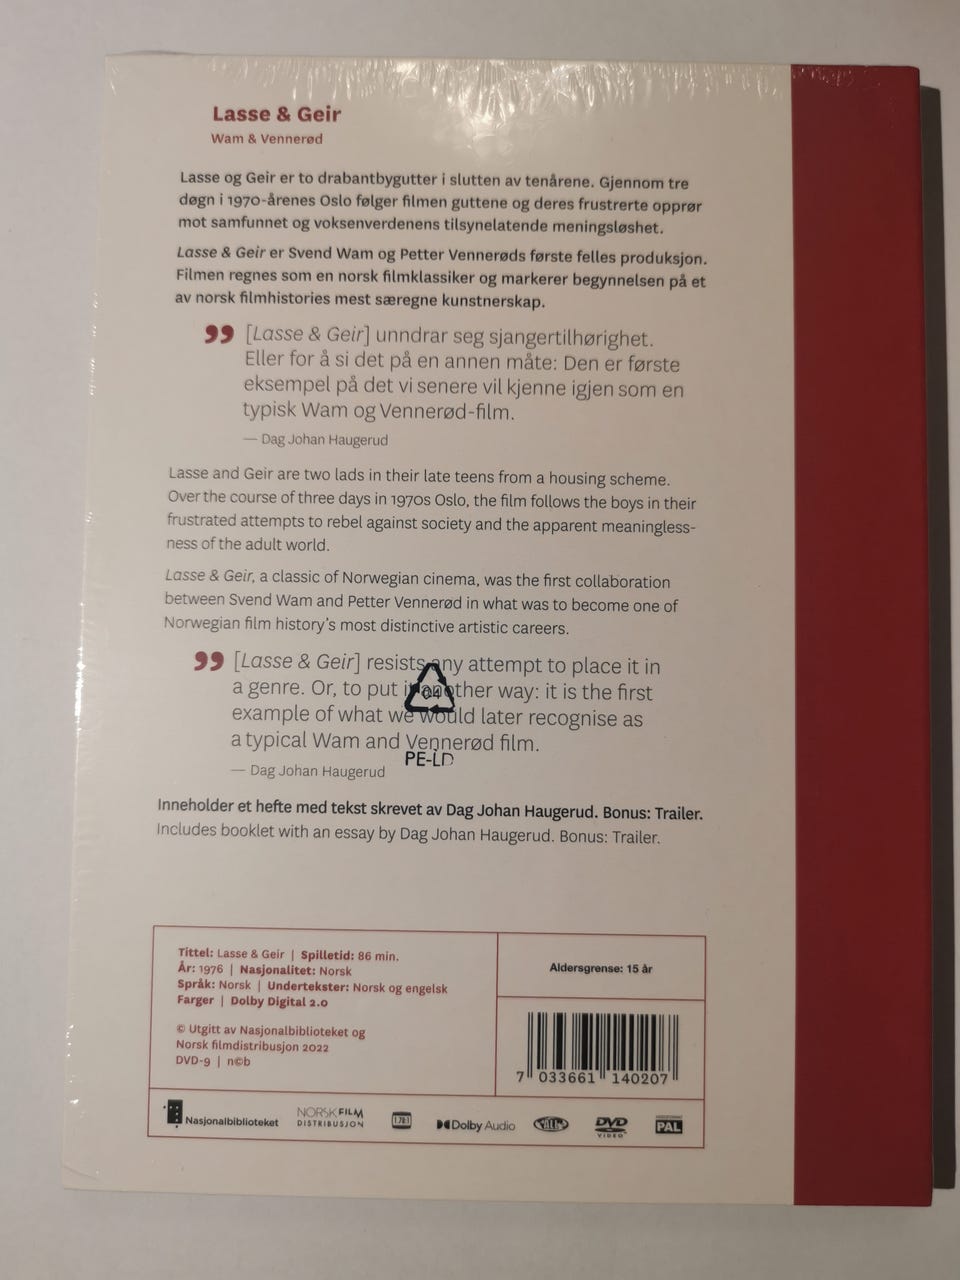 Lasse & Geir
Wam & Vennerød
Lasse og Geir er to drabantbygutter i slutten av tenårene. Gjennom tre
døgn i 1970-årenes Oslo følger filmen guttene og deres frustrerte opprør
mot samfunnet og voksenverdenens tilsynelatende meningsløshet.
Lasse & Geir er Svend Wam og Petter Vennerøds første felles produksjon.
Filmen regnes som en norsk filmklassiker og markerer begynnelsen på et
av norsk filmhistories mest særegne kunstnerskap.
” [Lasse & Geir] unndrar seg sjangertilhørighet.
Eller for å si det på en annen måte: Den er første
eksempel på det vi senere vil kjenne igjen som en
typisk Wam og Vennerød-film.
— Dag Johan Haugerud
Lasse and Geir are two lads in their late teens from a housing scheme.
Over the course of three days in 1970s Oslo, the film follows the boys in their
frustrated attempts to rebel against society and the apparent meaningless-
ness of the adult world.
Lasse & Geir, a classic of Norwegian cinema, was the first collaboration
between Svend Wam and Petter Vennerød in what was to become one of
Norwegian film history's most distinctive artistic careers.
” [Lasse & Geir] resists any attempt to place it in
a genre. Or, to put it another way: it is the first
example of what we would later recognise as
a typical Wam and Vennerød film.
04
PE-LD
— Dag Johan Haugerud
Inneholder et hefte med tekst skrevet av Dag Johan Haugerud. Bonus: Trailer.
Includes booklet with an essay by Dag Johan Haugerud. Bonus: Trailer.
Tittel: Lasse & Geir | Spilletid: 86 min.
År: 1976 | Nasjonalitet: Norsk
Språk: Norsk | Undertekster: Norsk og engelsk
Farger | Dolby Digital 2.0
© Utgitt av Nasjonalbiblioteket og
Norsk filmdistribusjon 2022
DVD-9 | n©b
Aldersgrense: 15 år
7 033661 140207
Nasjonalbiblioteket
NORSK FILM
DISTRIBUSJON
1.78:1
Dolby Audio
ALL
DVD
VIDEO
PAL